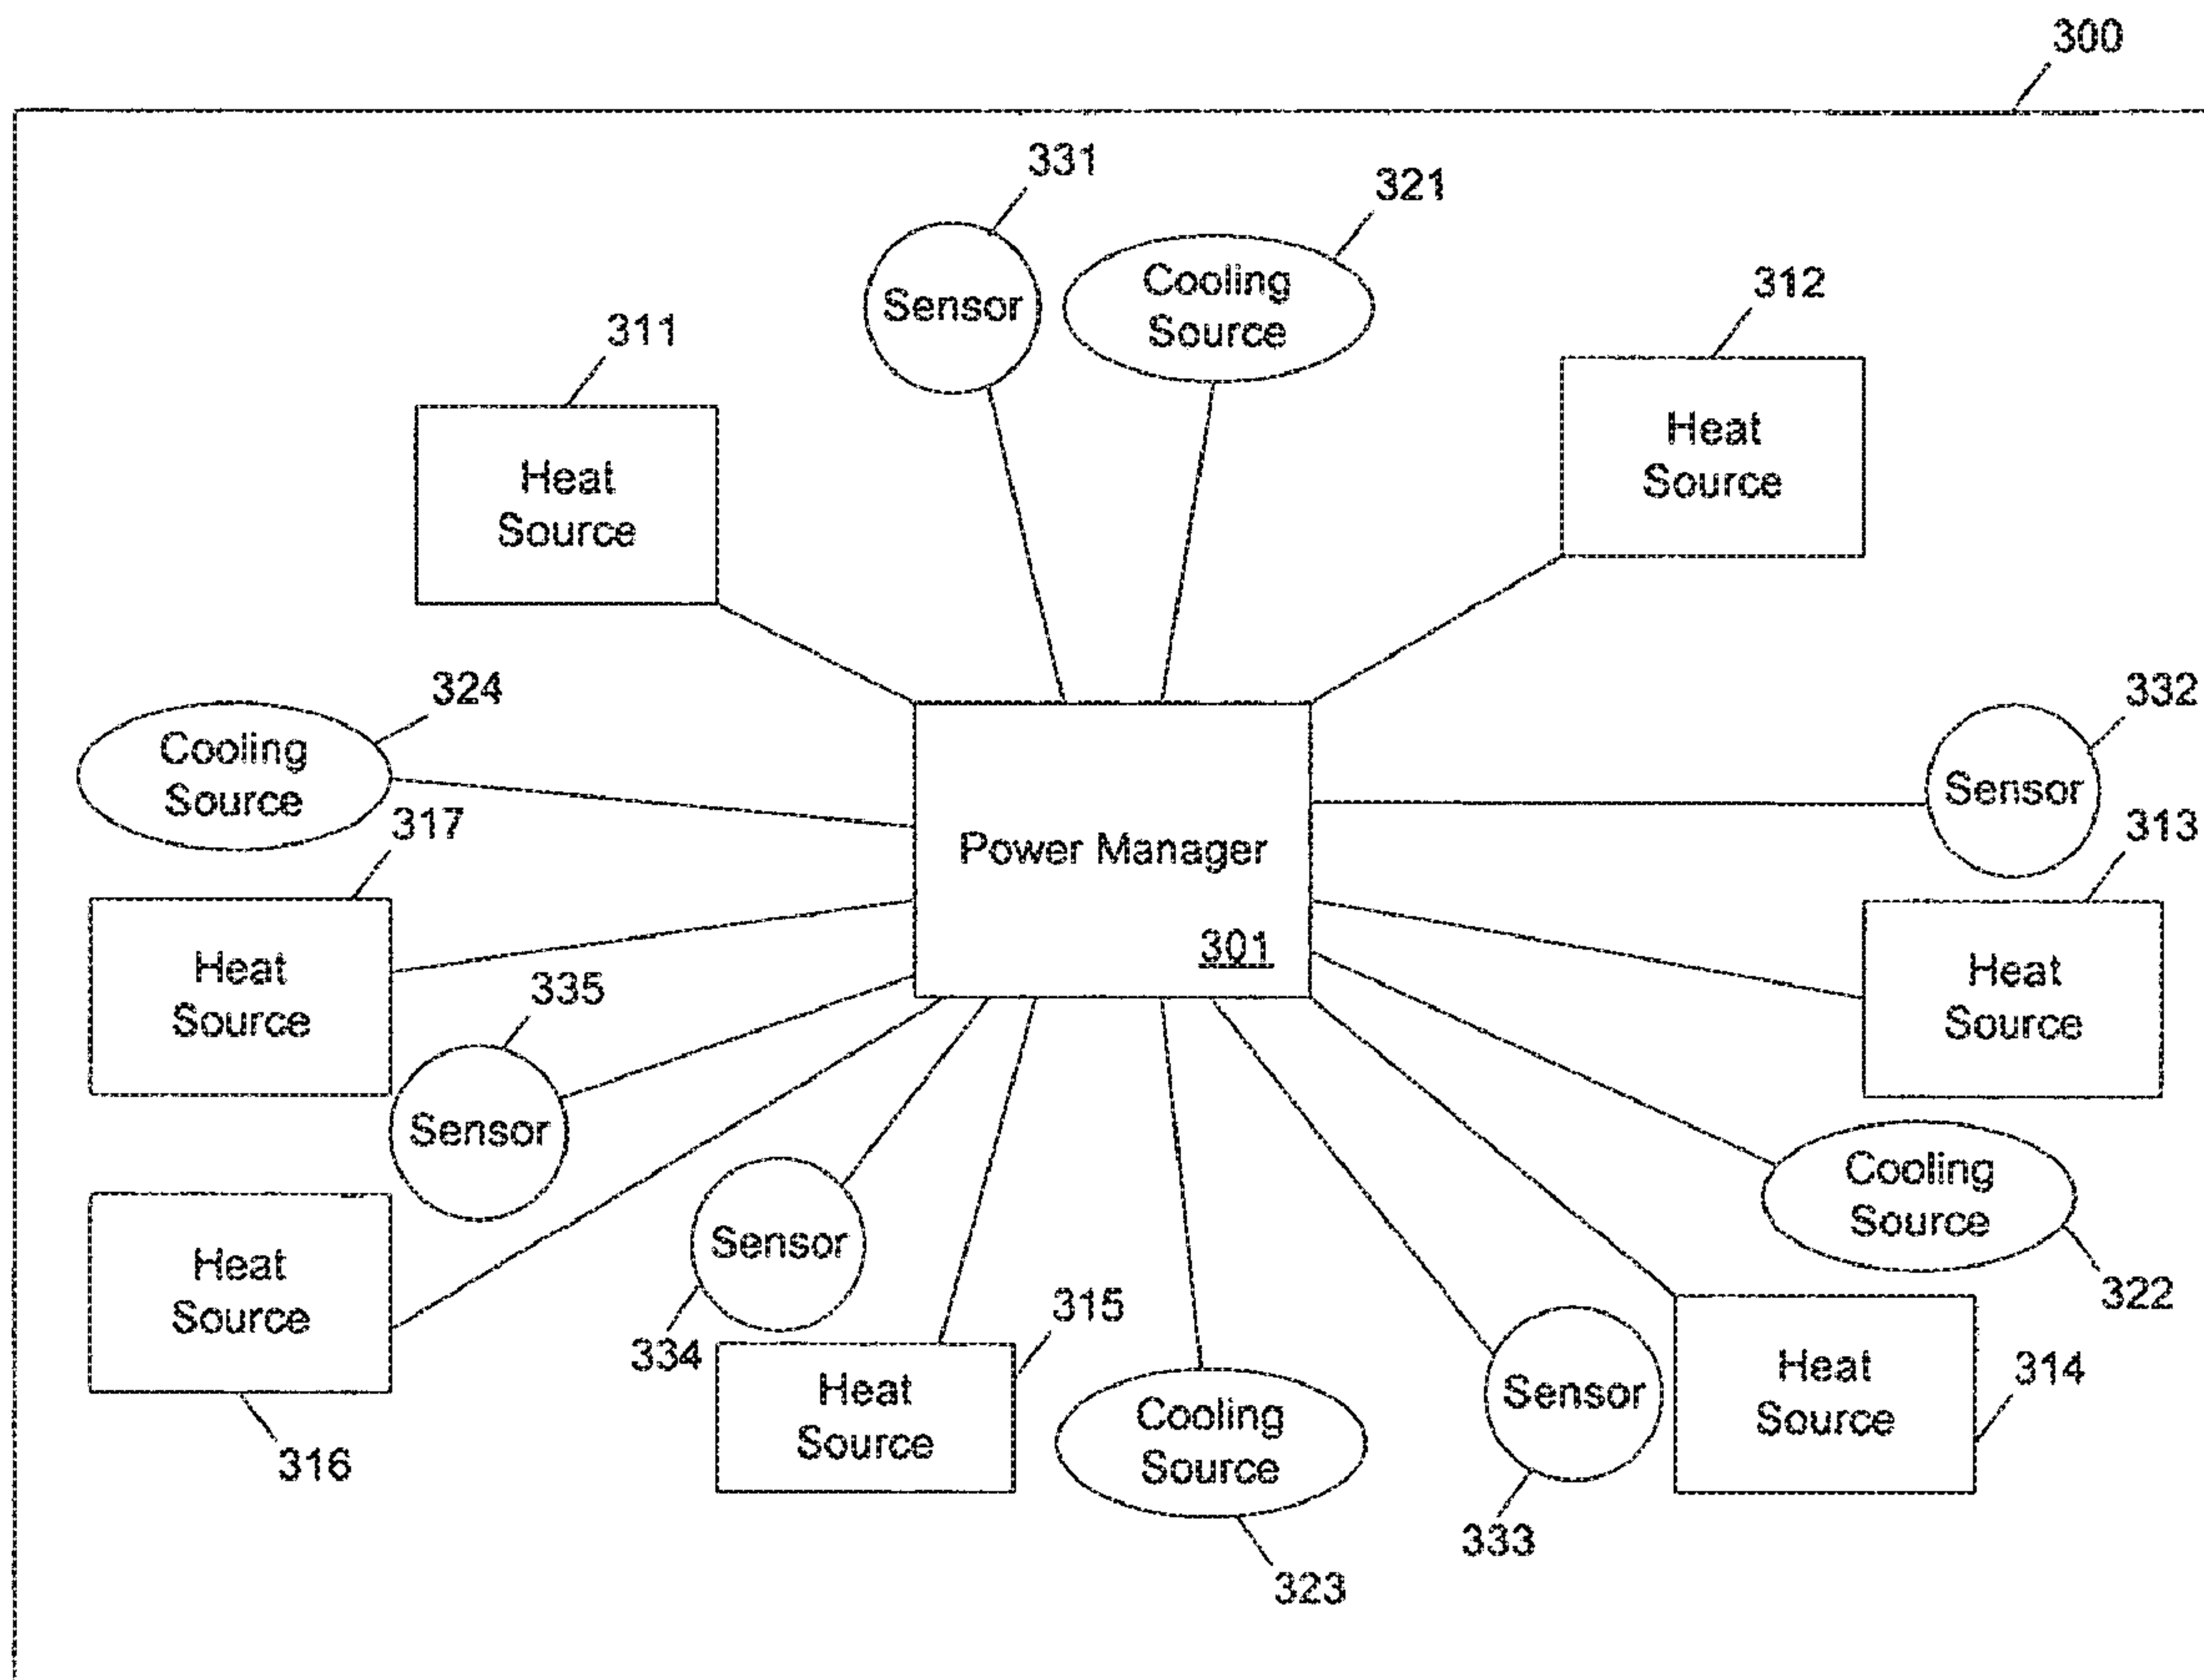 300
331
321
Sensor
Cooling
Source
312
311
Heat
Source
Heat
Source
324
332
Cooling
Source
Sensor
317
313
Power Manager
301
Heat
Source
335
Heat
Source
Sensor
Cooling
Source
Sensor
322
Heat
Source
315
334
Heat
Source
314
Sensor
Heat
Source
Cooling
Source
316
333
323